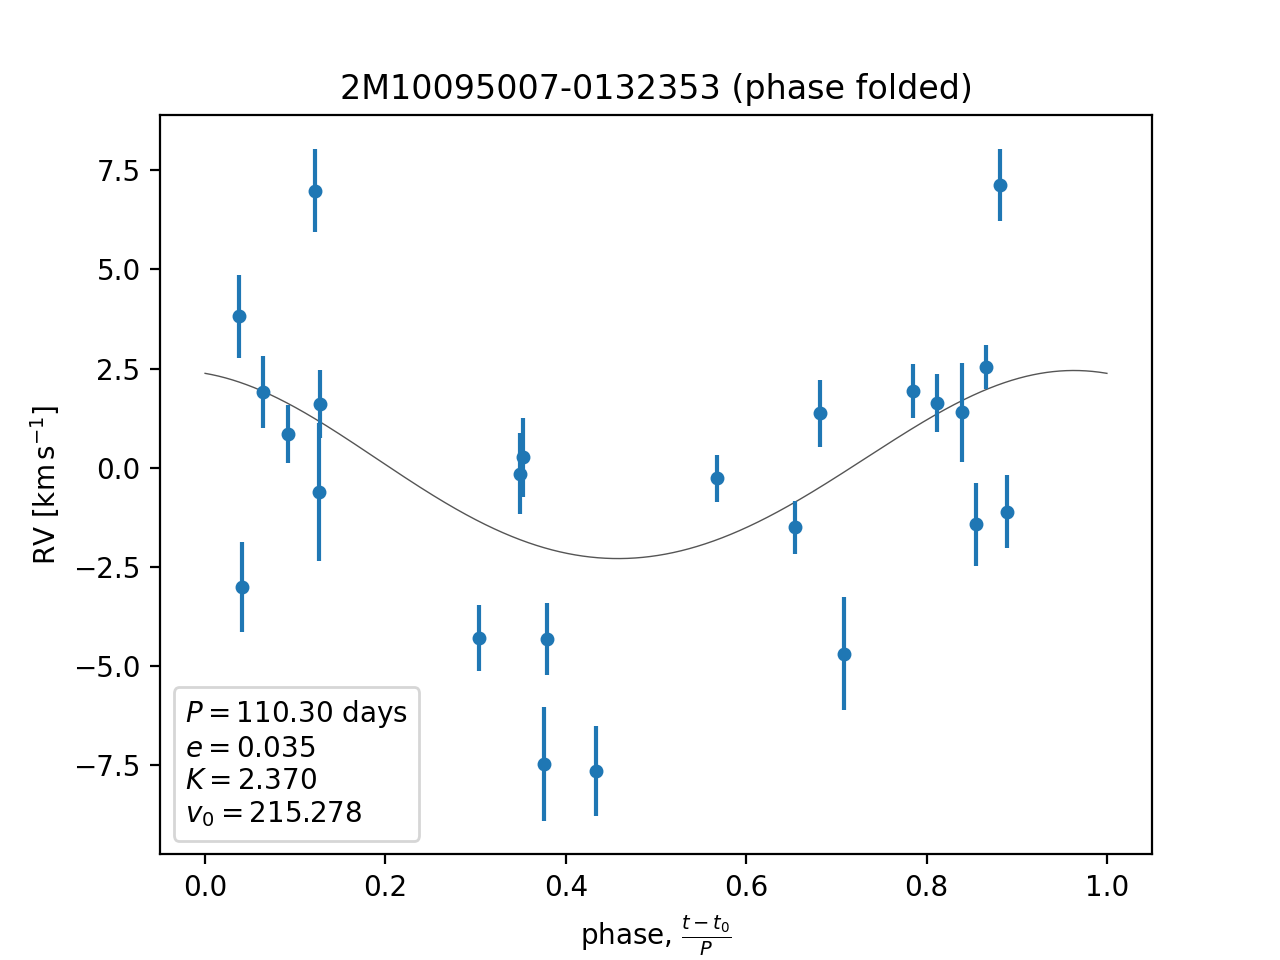 2M10095007-0132353 (phase folded)
RV [km s⁻¹]
7.5
5.0
2.5
0.0
−2.5
−5.0
−7.5
P = 110.30 days
e = 0.035
K = 2.370
v₀ = 215.278
0.0 0.2 0.4 0.6 0.8 1.0
phase, (t − t₀)/P